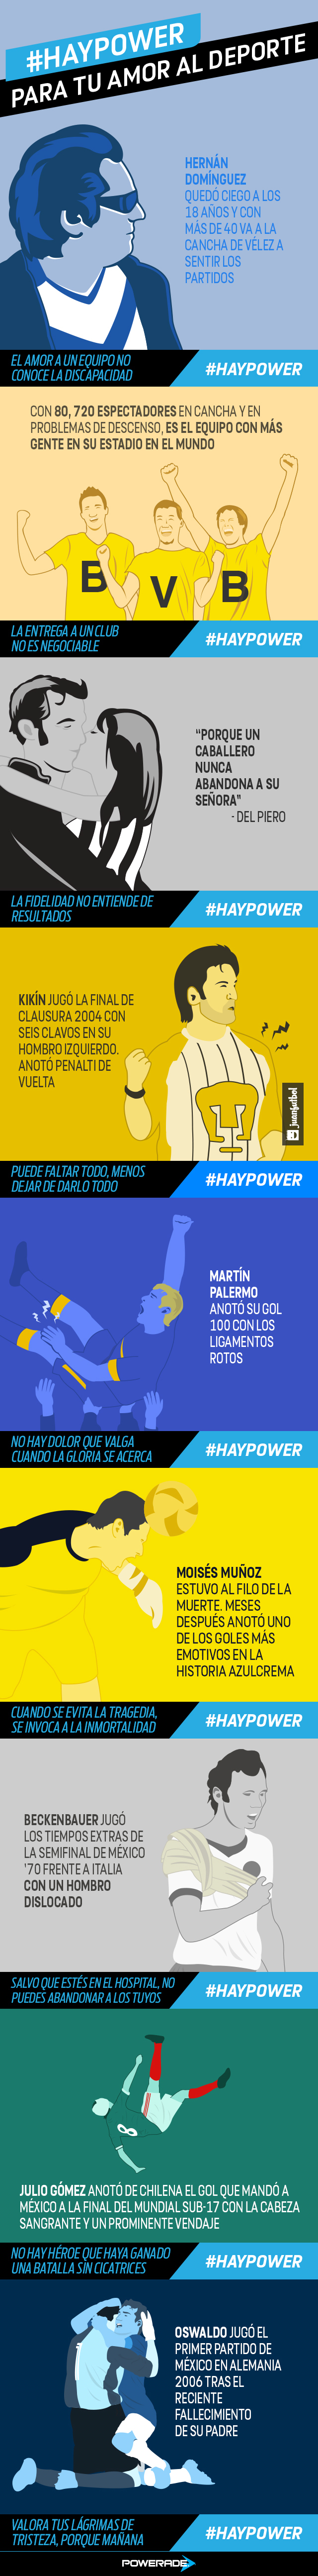 #HAYPOWER
PARA TU AMOR AL DEPORTE
HERNÁN
DOMÍNGUEZ
QUEDÓ CIEGO A LOS
18 AÑOS Y CON
MÁS DE 40 VA A LA
CANCHA DE VÉLEZ A
SENTIR LOS
PARTIDOS
EL AMOR A UN EQUIPO NO
CONOCE LA DISCAPACIDAD
#HAYPOWER
CON 80, 720 ESPECTADORES EN CANCHA Y EN
PROBLEMAS DE DESCENSO, ES EL EQUIPO CON MÁS
GENTE EN SU ESTADIO EN EL MUNDO
B V B
LA ENTREGA A UN CLUB
NO ES NEGOCIABLE
#HAYPOWER
"PORQUE UN
CABALLERO
NUNCA
ABANDONA A SU
SEÑORA"
- DEL PIERO
LA FIDELIDAD NO ENTIENDE DE
RESULTADOS
#HAYPOWER
KIKÍN JUGÓ LA FINAL DE
CLAUSURA 2004 CON
SEIS CLAVOS EN SU
HOMBRO IZQUIERDO.
ANOTÓ PENALTI DE
VUELTA
juanfutbol
PUEDE FALTAR TODO, MENOS
DEJAR DE DARLO TODO
#HAYPOWER
MARTÍN
PALERMO
ANOTÓ SU GOL
100 CON LOS
LIGAMENTOS
ROTOS
NO HAY DOLOR QUE VALGA
CUANDO LA GLORIA SE ACERCA
#HAYPOWER
MOISÉS MUÑOZ
ESTUVO AL FILO DE LA
MUERTE. MESES
DESPUÉS ANOTÓ UNO
DE LOS GOLES MÁS
EMOTIVOS EN LA
HISTORIA AZULCREMA
CUANDO SE EVITA LA TRAGEDIA,
SE INVOCA A LA INMORTALIDAD
#HAYPOWER
BECKENBAUER JUGÓ
LOS TIEMPOS EXTRAS DE
LA SEMIFINAL DE MÉXICO
'70 FRENTE A ITALIA
CON UN HOMBRO
DISLOCADO
SALVO QUE ESTÉS EN EL HOSPITAL, NO
PUEDES ABANDONAR A LOS TUYOS
#HAYPOWER
8
JULIO GÓMEZ ANOTÓ DE CHILENA EL GOL QUE MANDÓ A
MÉXICO A LA FINAL DEL MUNDIAL SUB-17 CON LA CABEZA
SANGRANTE Y UN PROMINENTE VENDAJE
NO HAY HÉROE QUE HAYA GANADO
UNA BATALLA SIN CICATRICES
#HAYPOWER
OSWALDO JUGÓ EL
PRIMER PARTIDO DE
MÉXICO EN ALEMANIA
2006 TRAS EL
RECIENTE
FALLECIMIENTO
DE SU PADRE
VALORA TUS LÁGRIMAS DE
TRISTEZA, PORQUE MAÑANA
#HAYPOWER
POWERADE